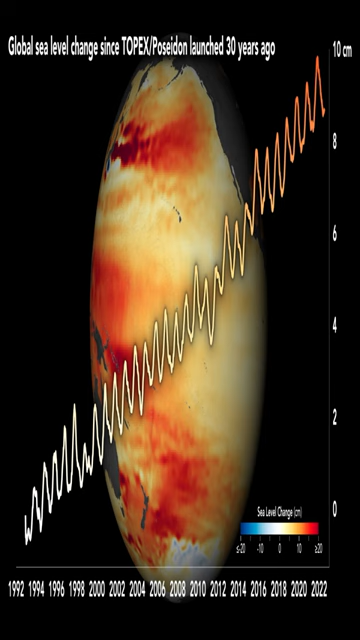 Global sea level change since TOPEX/Poseidon launched 30 years ago
10 cm
8
6
4
2
0
Sea Level Change (cm)
≤-20 -10 0 10 ≥20
1992 1994 1996 1998 2000 2002 2004 2006 2008 2010 2012 2014 2016 2018 2020 2022